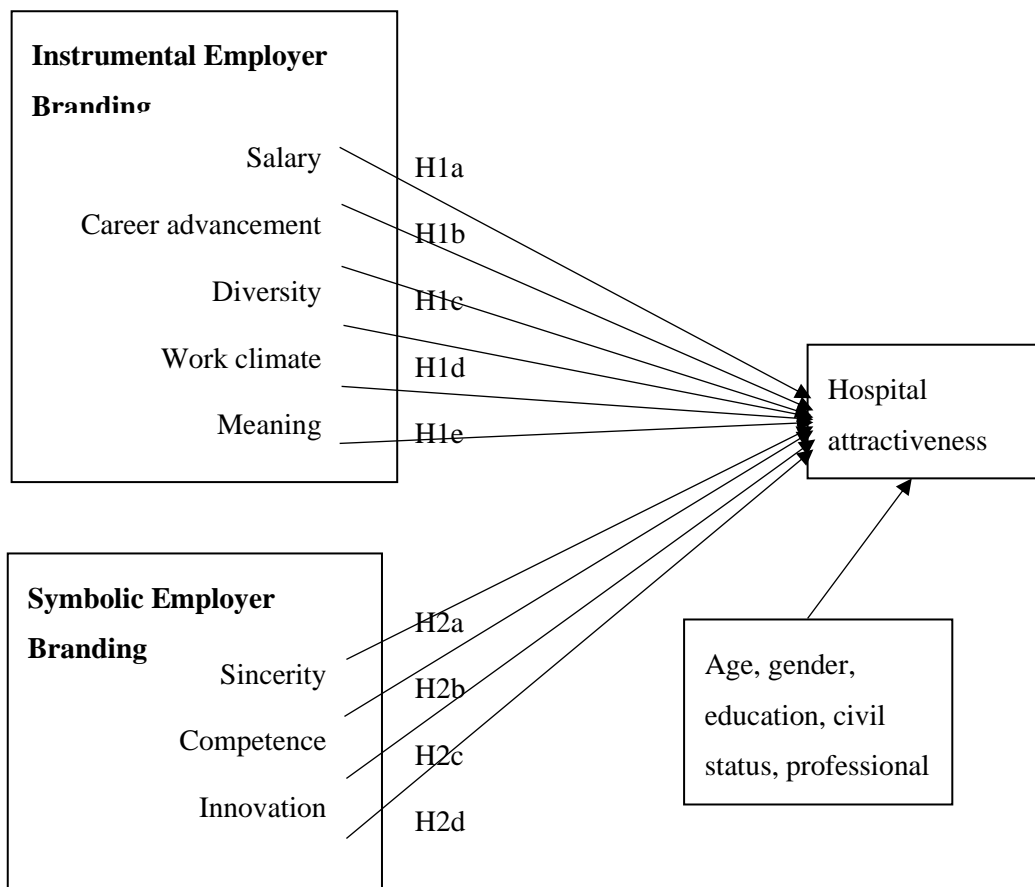 Instrumental Employer
Branding
Salary
H1a
Career advancement
H1b
Diversity
H1c
Work climate
H1d
Meaning
H1e
Hospital
attractiveness
Symbolic Employer
Branding
Sincerity
H2a
Competence
H2b
Innovation
H2c
H2d
Age, gender,
education, civil
status, professional